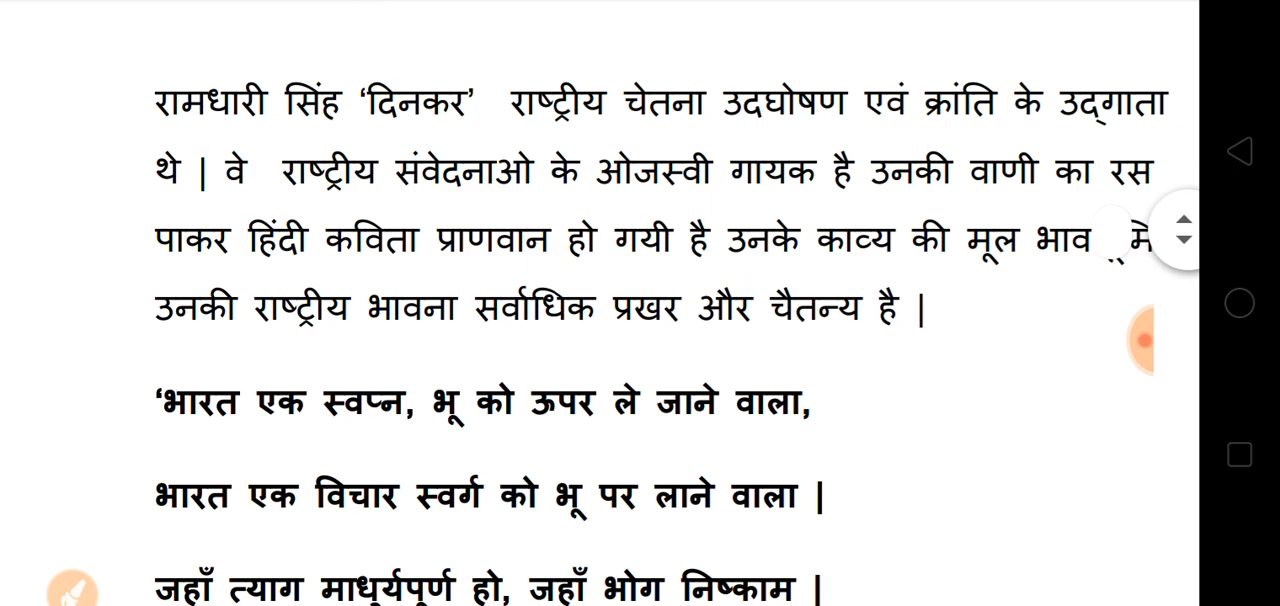 रामधारी सिंह ‘दिनकर’ राष्ट्रीय चेतना उदघोषण एवं क्रांति के उद्गाता
थे | वे राष्ट्रीय संवेदनाओ के ओजस्वी गायक है उनकी वाणी का रस
पाकर हिंदी कविता प्राणवान हो गयी है उनके काव्य की मूल भाव
उनकी राष्ट्रीय भावना सर्वाधिक प्रखर और चैतन्य है |
‘भारत एक स्वप्न, भू को ऊपर ले जाने वाला,
भारत एक विचार स्वर्ग को भू पर लाने वाला |
जहाँ त्याग माधुर्यपूर्ण हो, जहाँ भोग निष्काम |